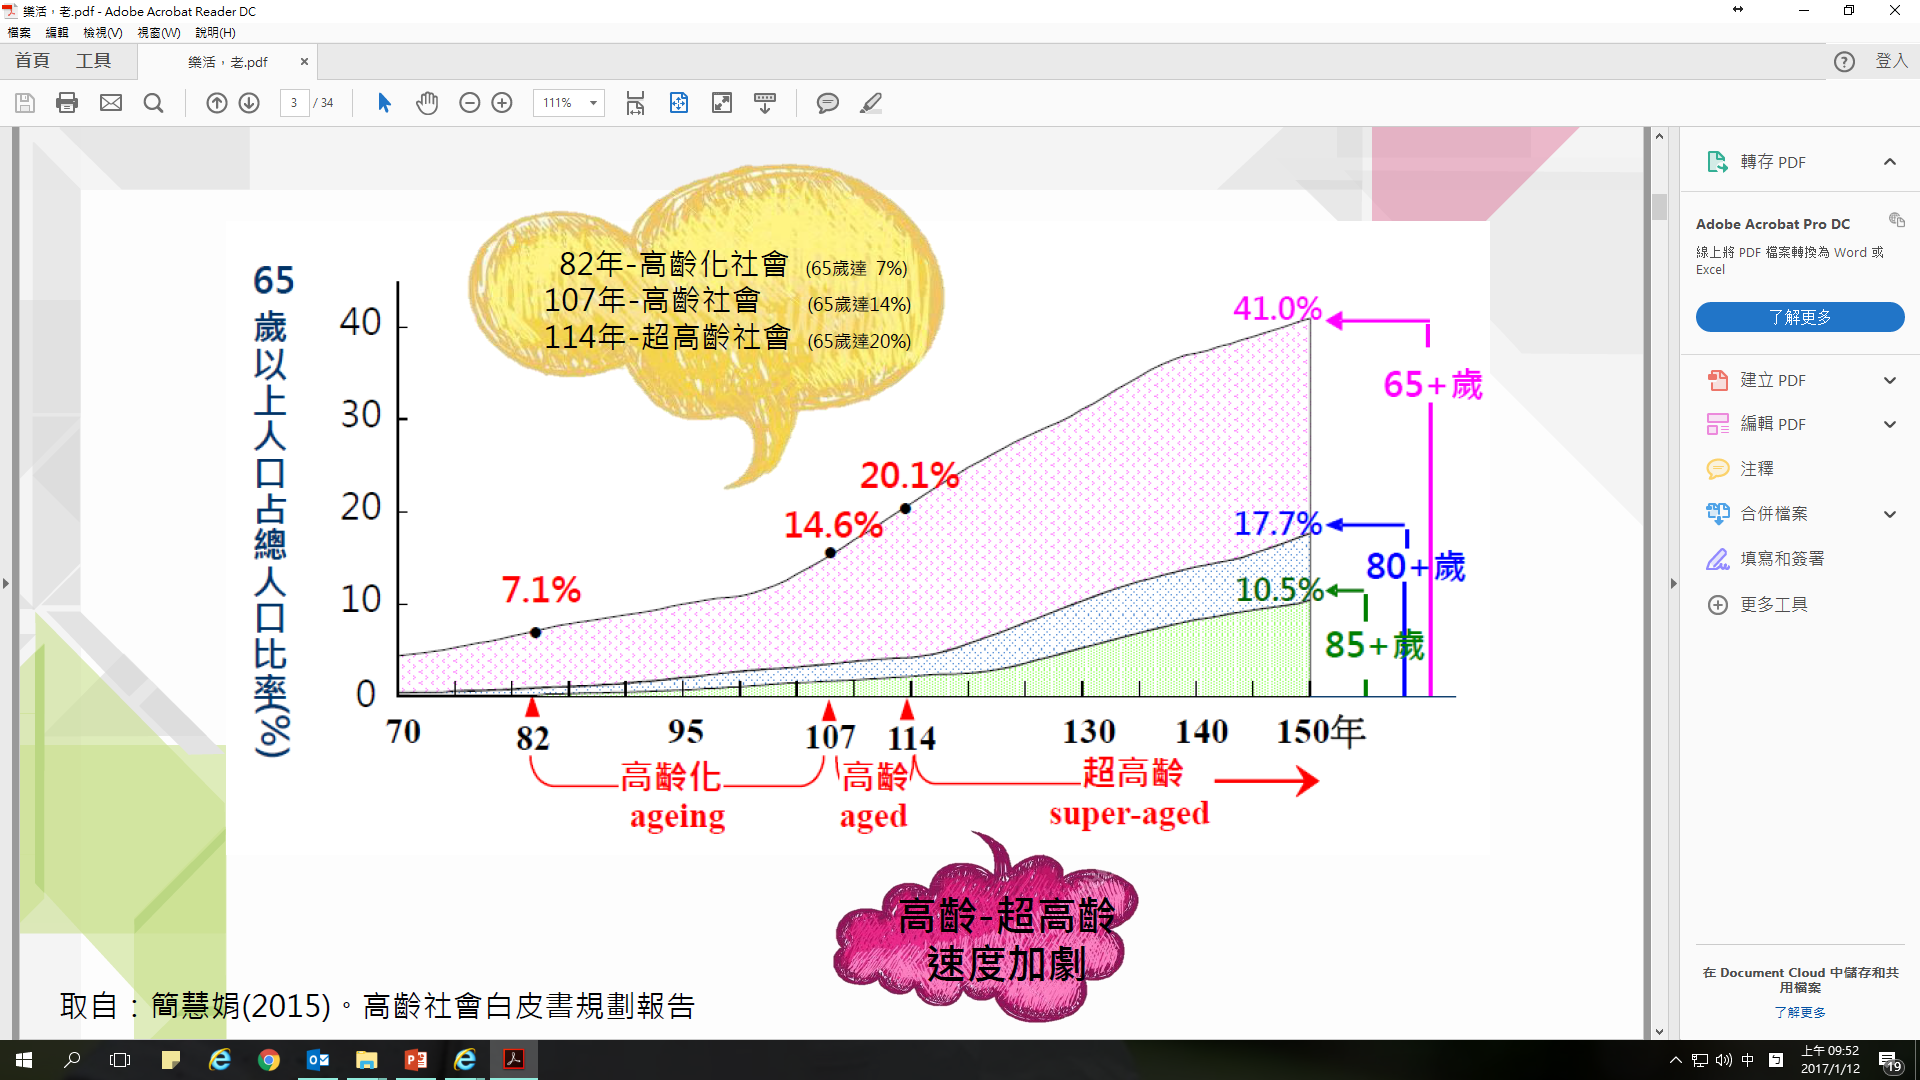 樂活，老.pdf - Adobe Acrobat Reader DC
檔案 編輯 檢視(V) 視窗(W) 說明(H)
首頁 工具 樂活，老.pdf × 登入
3 / 34 111%
82年-高齡化社會 (65歲達 7%)
107年-高齡社會 (65歲達14%)
114年-超高齡社會 (65歲達20%)
65歲以上人口占總人口比率(%)
40
30
20
10
0
7.1%
14.6%
20.1%
41.0%
65+歲
17.7%
80+歲
10.5%
85+歲
70 82 95 107 114 130 140 150年
高齡化 高齡 超高齡
ageing aged super-aged
高齡-超高齡
速度加劇
取自：簡慧娟(2015)。高齡社會白皮書規劃報告
轉存 PDF
Adobe Acrobat Pro DC
線上將 PDF 檔案轉換為 Word 或
Excel
了解更多
建立 PDF
編輯 PDF
注釋
合併檔案
填寫和簽署
更多工具
在 Document Cloud 中儲存和共
用檔案
了解更多
中
上午 09:52
2017/1/12
19